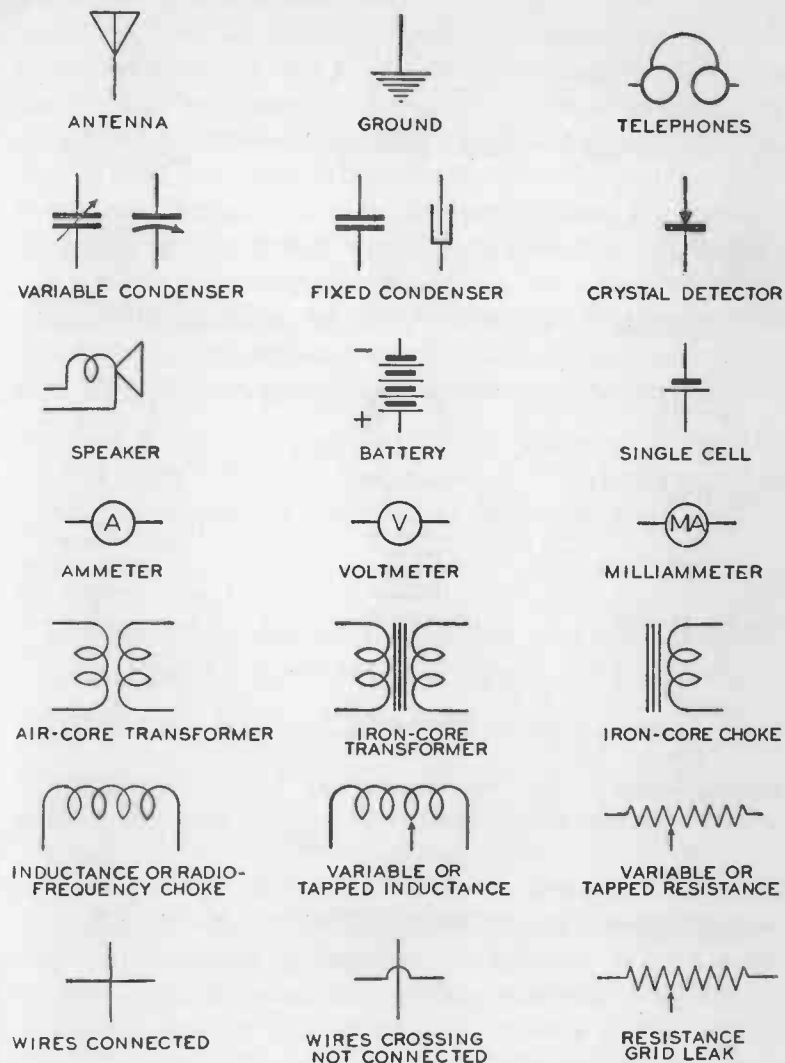 ANTENNA
GROUND
TELEPHONES
VARIABLE CONDENSER
FIXED CONDENSER
CRYSTAL DETECTOR
−
+
SPEAKER
BATTERY
SINGLE CELL
A
V
MA
AMMETER
VOLTMETER
MILLIAMMETER
AIR-CORE TRANSFORMER
IRON-CORE
TRANSFORMER
IRON-CORE CHOKE
INDUCTANCE OR RADIO-
FREQUENCY CHOKE
VARIABLE OR
TAPPED INDUCTANCE
VARIABLE OR
TAPPED RESISTANCE
WIRES CONNECTED
WIRES CROSSING
NOT CONNECTED
RESISTANCE
GRID LEAK